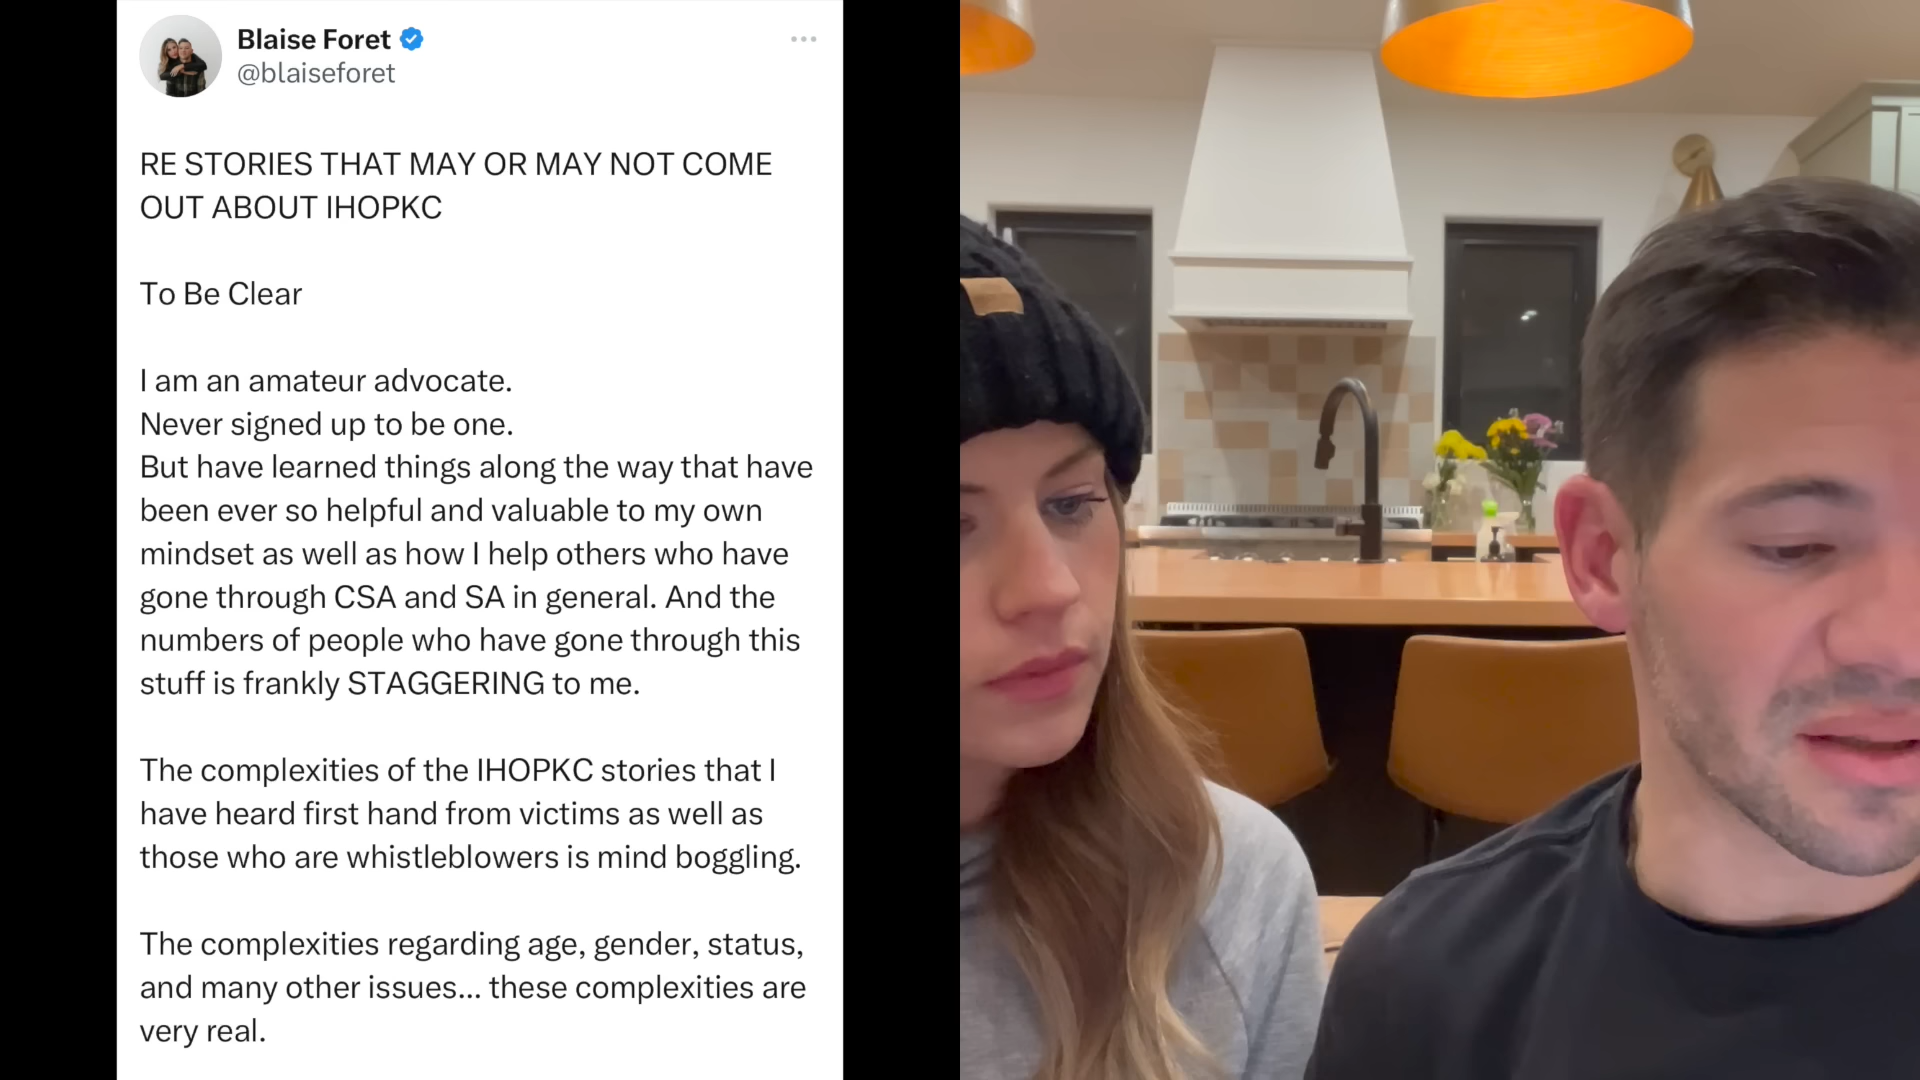 Blaise Foret
@blaiseforet
RE STORIES THAT MAY OR MAY NOT COME
OUT ABOUT IHOPKC
To Be Clear
I am an amateur advocate.
Never signed up to be one.
But have learned things along the way that have
been ever so helpful and valuable to my own
mindset as well as how I help others who have
gone through CSA and SA in general. And the
numbers of people who have gone through this
stuff is frankly STAGGERING to me.
The complexities of the IHOPKC stories that I
have heard first hand from victims as well as
those who are whistleblowers is mind boggling.
The complexities regarding age, gender, status,
and many other issues... these complexities are
very real.